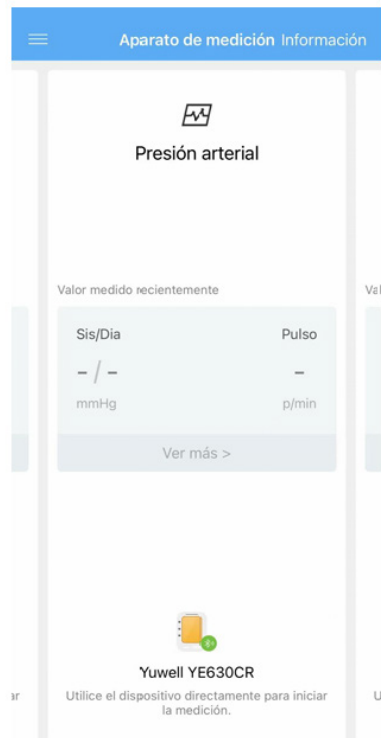 Aparato de medición Información
Presión arterial
Valor medido recientemente
Sis/Dia Pulso
- / - -
mmHg p/min
Ver más >
Yuwell YE630CR
Utilice el dispositivo directamente para iniciar
la medición.